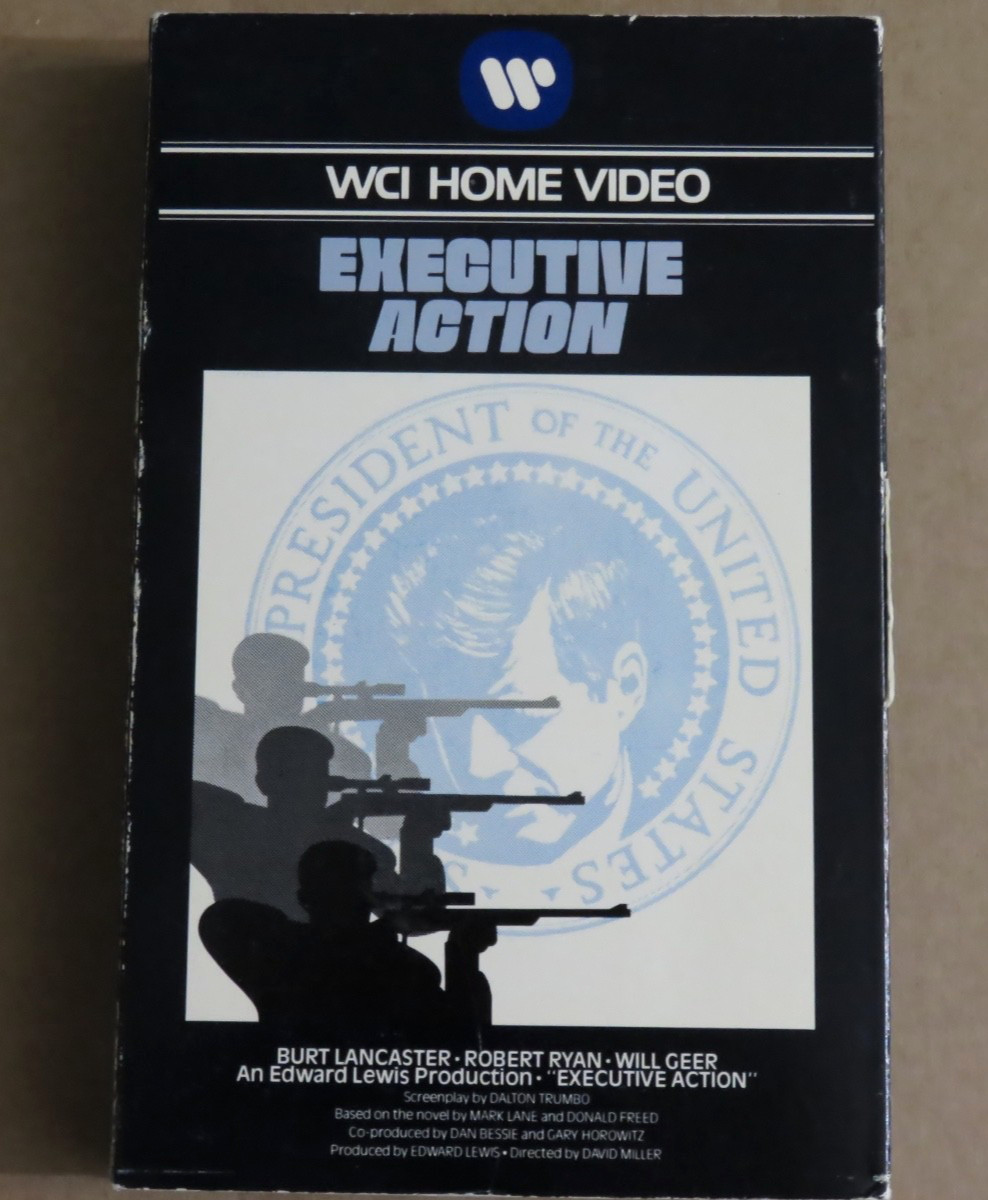 WCI HOME VIDEO
EXECUTIVE
ACTION
PRESIDENT OF THE UNITED STATES
BURT LANCASTER · ROBERT RYAN · WILL GEER
An Edward Lewis Production · "EXECUTIVE ACTION"
Screenplay by DALTON TRUMBO
Based on the novel by MARK LANE and DONALD FREED
Co-produced by DAN BESSIE and GARY HOROWITZ
Produced by EDWARD LEWIS • Directed by DAVID MILLER